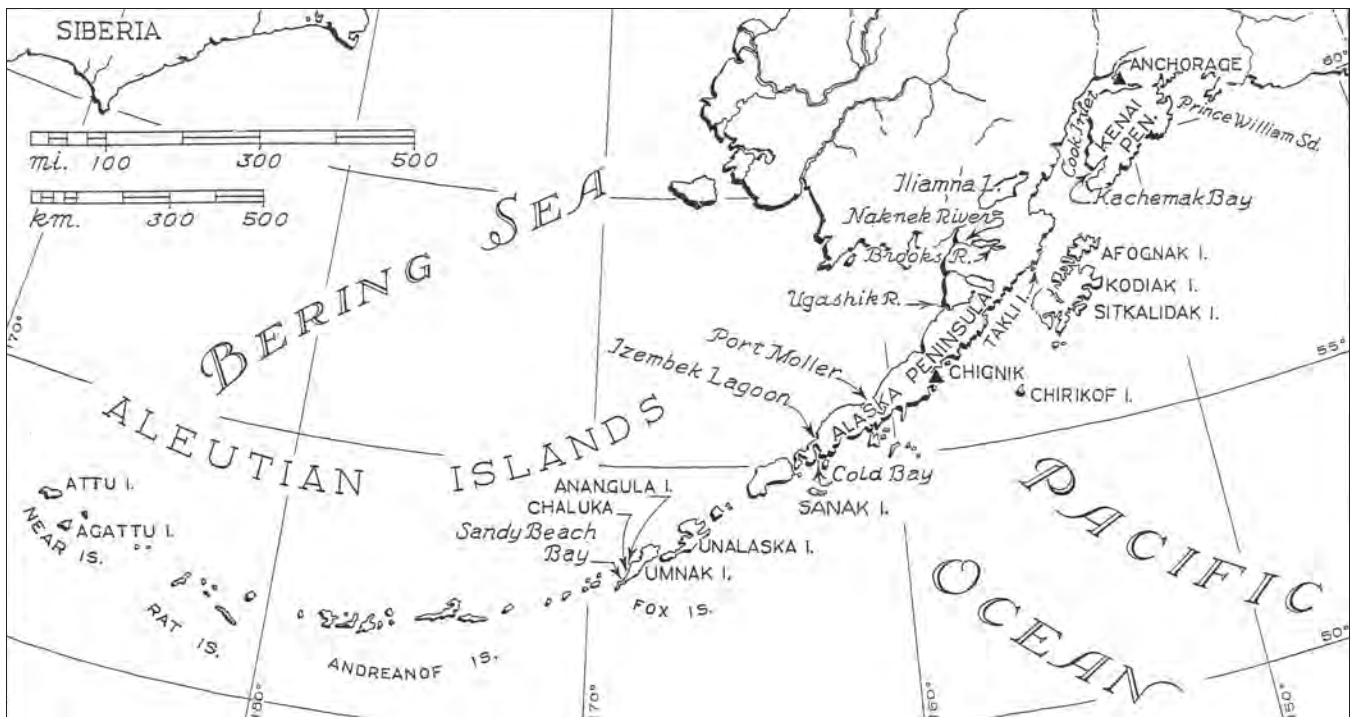 SIBERIA
mi. 100 300 500
km. 300 500
BERING SEA
ALEUTIAN ISLANDS
PACIFIC OCEAN
ANCHORAGE
60°
Prince William Sd.
KENAI PEN.
Cook Inlet
Kachemak Bay
Iliamna L.
Naknek River
Brooks R.
AFOGNAK I.
KODIAK I.
SITKALIDAK I.
Ugashik R.
TAKLI I.
ALASKA PENINSULA
Port Moller
Izembek Lagoon
CHIGNIK
CHIRIKOF I.
55°
170°
Cold Bay
SANAK I.
ATTU I.
AGATTU I.
NEAR IS.
RAT IS.
ANDREANOF IS.
ANANGULA I.
CHALUKA
Sandy Beach
Bay
UNALASKA I.
UMNAK I.
FOX IS.
50°
180°
170°
160°
150°